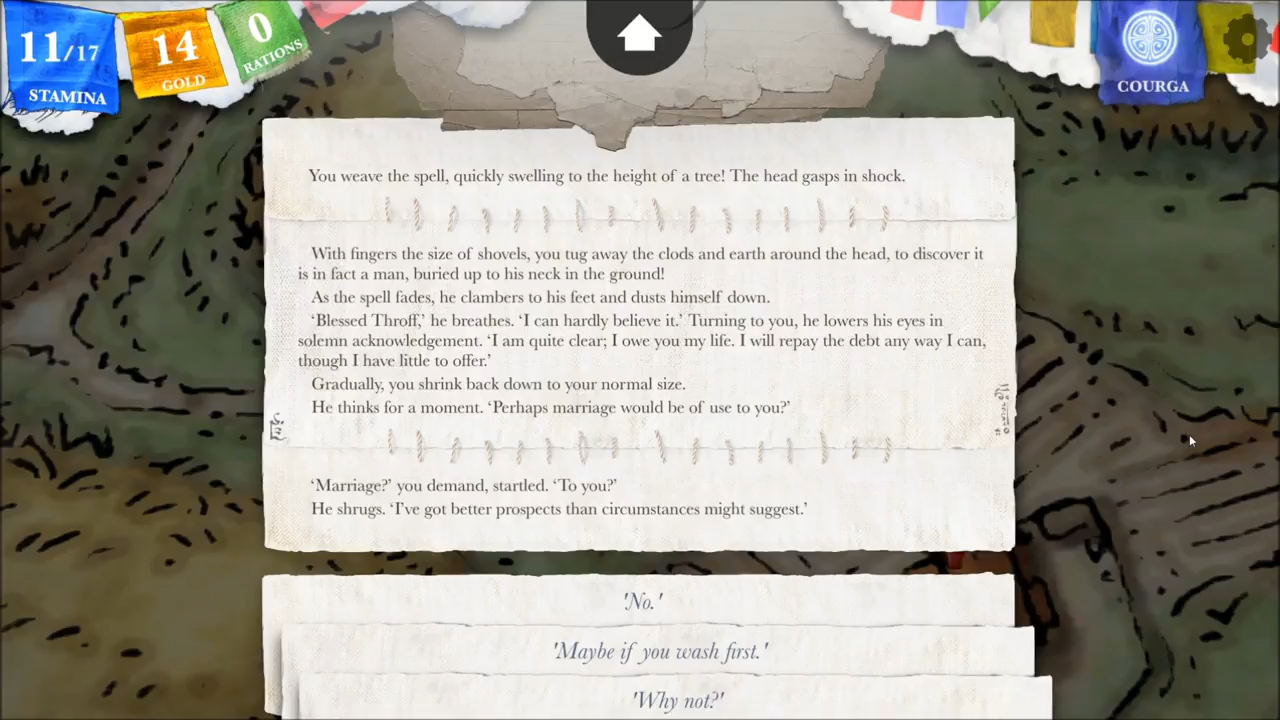 11/17
STAMINA
14
GOLD
0
RATIONS
COURGA
You weave the spell, quickly swelling to the height of a tree! The head gasps in shock.
With fingers the size of shovels, you tug away the clods and earth around the head, to discover it
is in fact a man, buried up to his neck in the ground!
As the spell fades, he clambers to his feet and dusts himself down.
‘Blessed Throff,’ he breathes. ‘I can hardly believe it.’ Turning to you, he lowers his eyes in
solemn acknowledgement. ‘I am quite clear; I owe you my life. I will repay the debt any way I can,
though I have little to offer.’
Gradually, you shrink back down to your normal size.
He thinks for a moment. ‘Perhaps marriage would be of use to you?’
‘Marriage?’ you demand, startled. ‘To you?’
He shrugs. ‘I’ve got better prospects than circumstances might suggest.’
'No.'
'Maybe if you wash first.'
'Why not?'